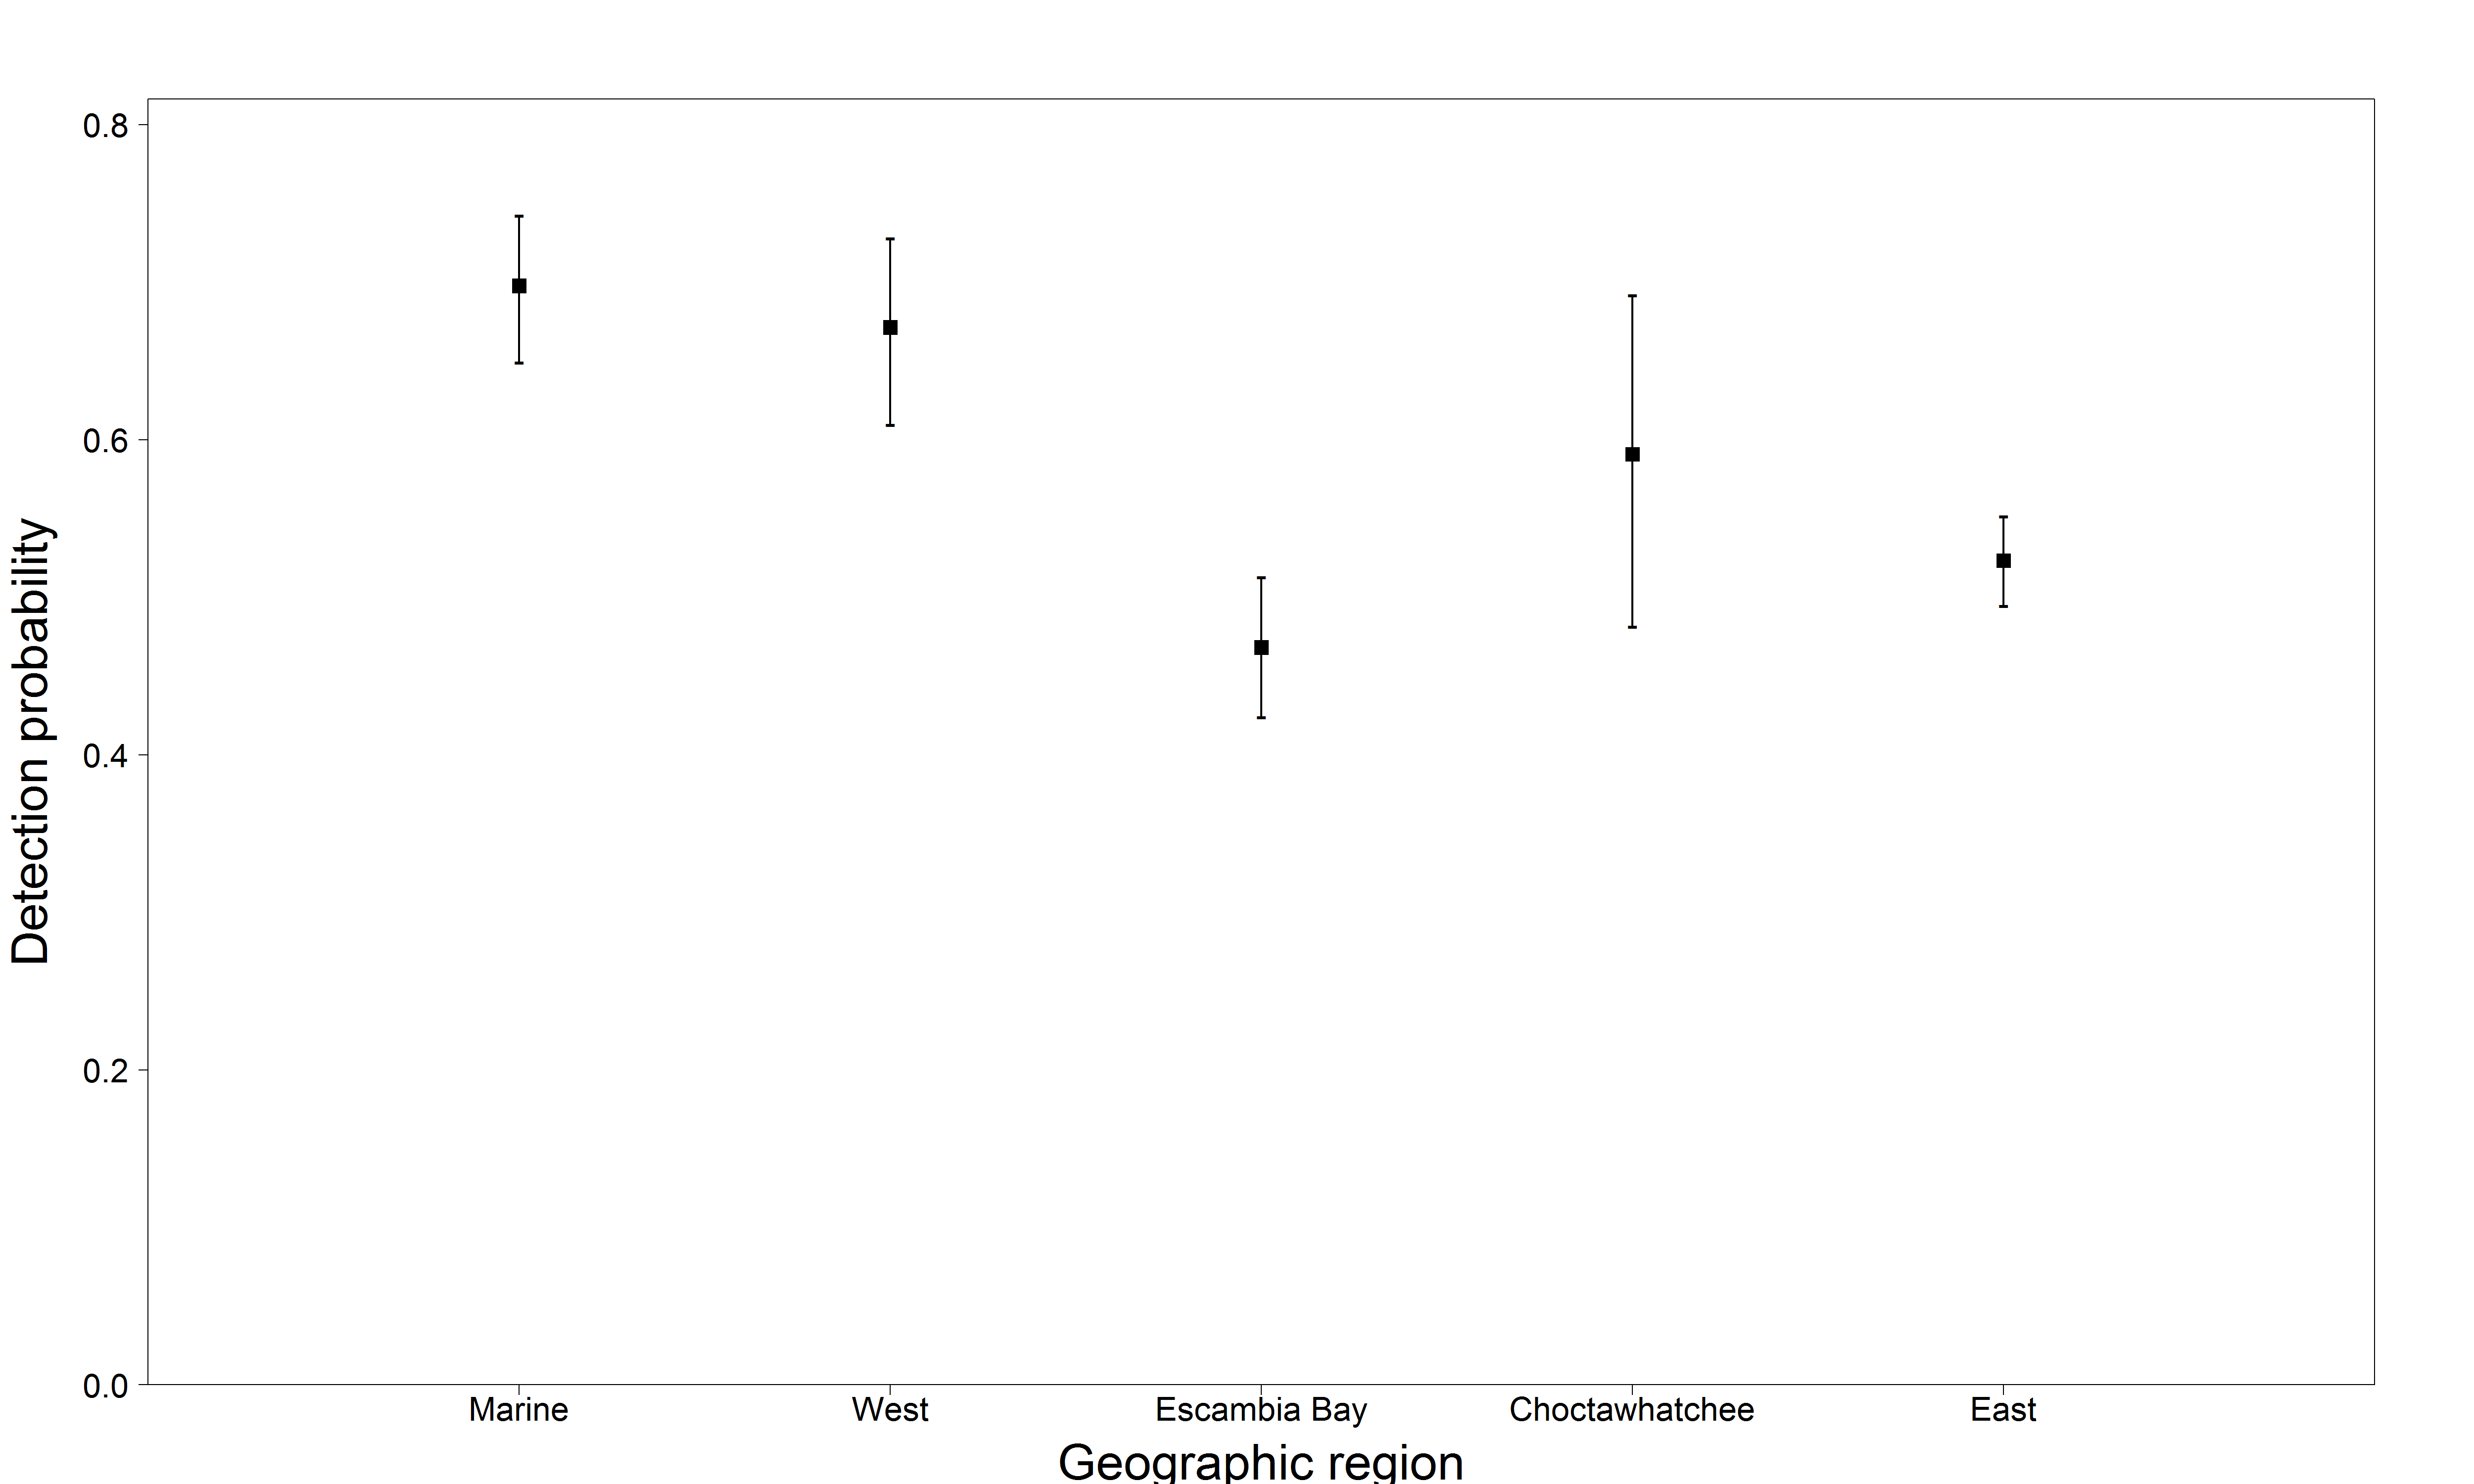 Detection probability
0.8
0.6
0.4
0.2
0.0
Marine West Escambia Bay Choctawhatchee East
Geographic region